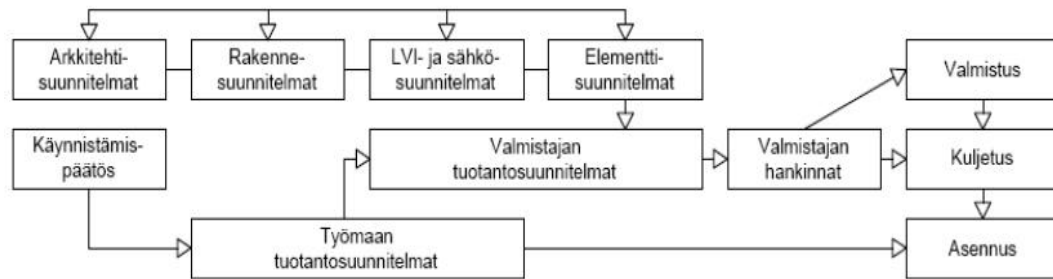 Arkkitehti-
suunnitelmat
Rakenne-
suunnitelmat
LVI- ja sähkö-
suunnitelmat
Elementti-
suunnitelmat
Valmistus
Käynnistämis-
päätös
Valmistajan
tuotantosuunnitelmat
Valmistajan
hankinnat
Kuljetus
Työmaan
tuotantosuunnitelmat
Asennus